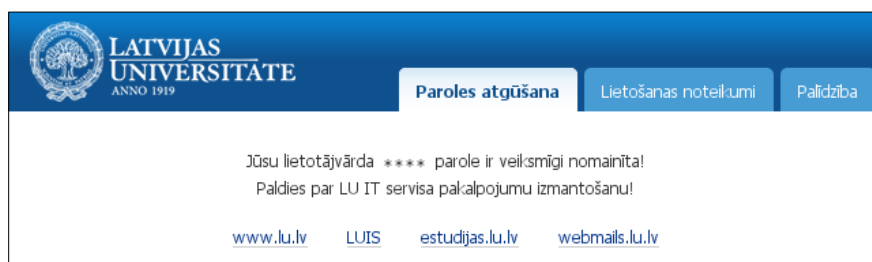 LATVIJAS
UNIVERSITĀTE
ANNO 1919
Paroles atgūšana
Lietošanas noteikumi
Palīdzība
Jūsu lietotājvārda **** parole ir veiksmīgi nomainīta!
Paldies par LU IT servisa pakalpojumu izmantošanu!
www.lu.lv LUIS estudijas.lu.lv webmails.lu.lv